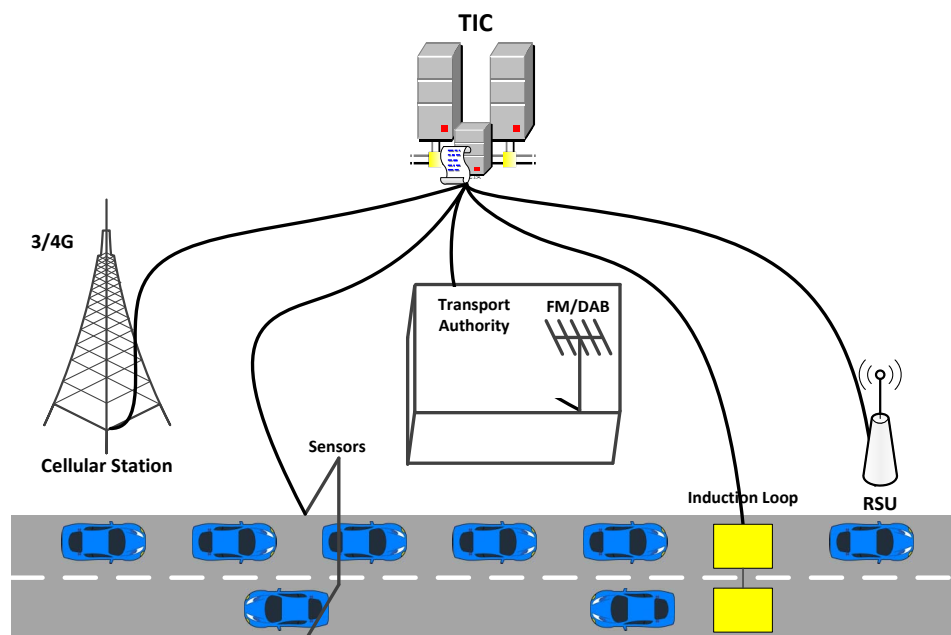 TIC
3/4G
Transport
Authority
FM/DAB
Sensors
Cellular Station
Induction Loop
RSU